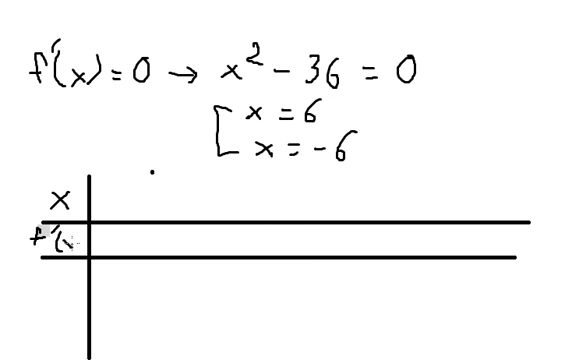 f'(x) = 0 → x² - 36 = 0
[ x = 6
x = -6
x
f'(x